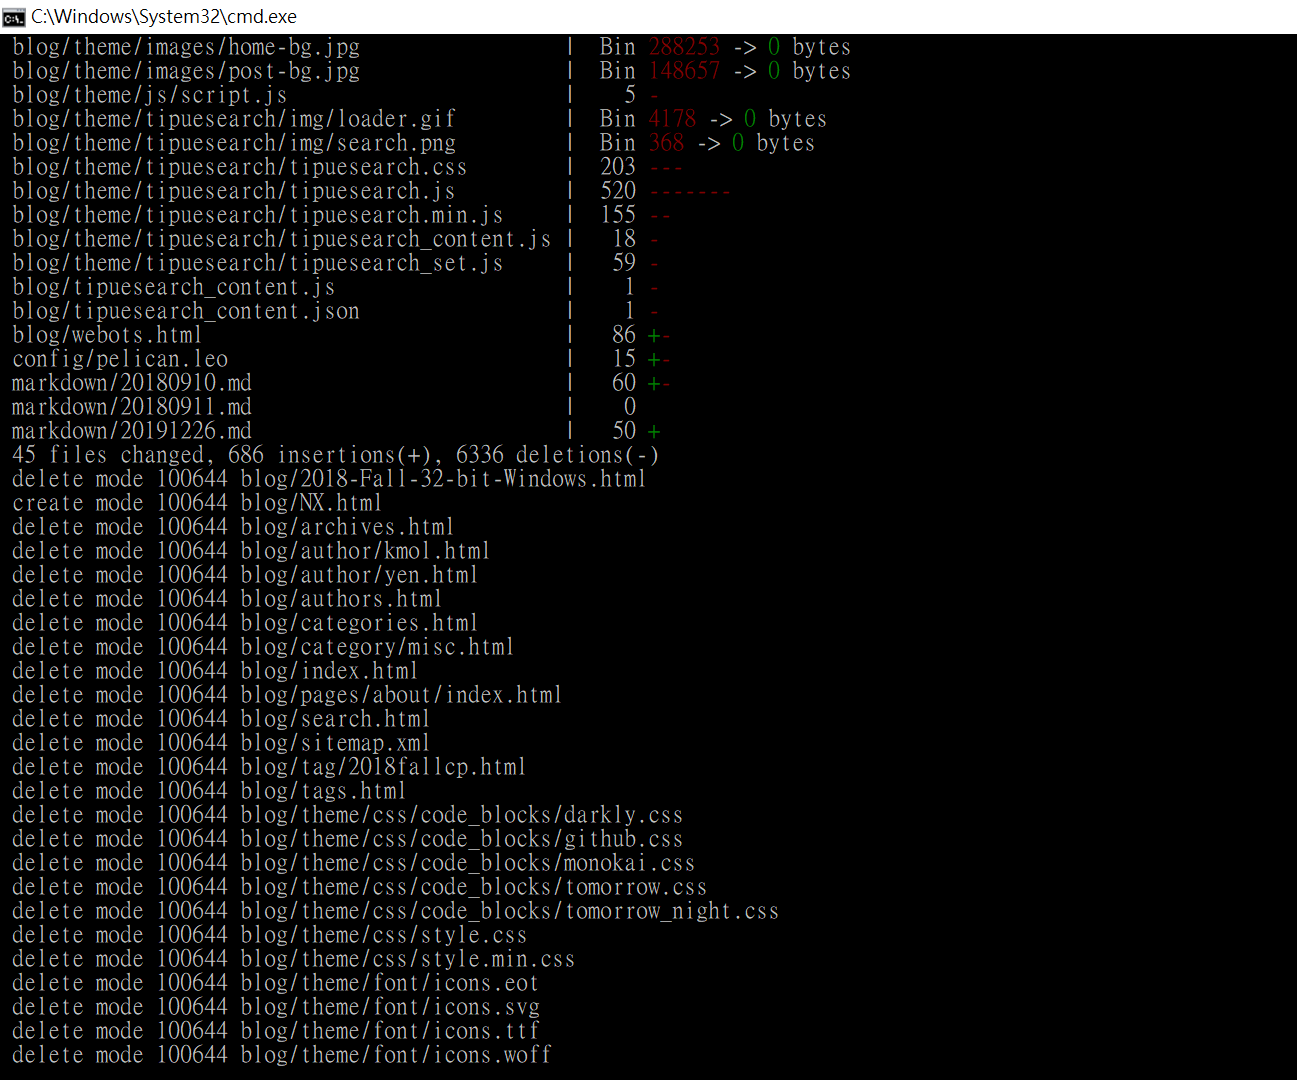 C:\Windows\System32\cmd.exe
blog/theme/images/home-bg.jpg | Bin 288253 -> 0 bytes
blog/theme/images/post-bg.jpg | Bin 148657 -> 0 bytes
blog/theme/js/script.js | 5 -
blog/theme/tipuesearch/img/loader.gif | Bin 4178 -> 0 bytes
blog/theme/tipuesearch/img/search.png | Bin 368 -> 0 bytes
blog/theme/tipuesearch/tipuesearch.css | 203 ---
blog/theme/tipuesearch/tipuesearch.js | 520 -------
blog/theme/tipuesearch/tipuesearch.min.js | 155 --
blog/theme/tipuesearch/tipuesearch_content.js | 18 -
blog/theme/tipuesearch/tipuesearch_set.js | 59 -
blog/tipuesearch_content.js | 1 -
blog/tipuesearch_content.json | 1 -
blog/webots.html | 86 +-
config/pelican.leo | 15 +-
markdown/20180910.md | 60 +-
markdown/20180911.md | 0
markdown/20191226.md | 50 +
45 files changed, 686 insertions(+), 6336 deletions(-)
delete mode 100644 blog/2018-Fall-32-bit-Windows.html
create mode 100644 blog/NX.html
delete mode 100644 blog/archives.html
delete mode 100644 blog/author/kmol.html
delete mode 100644 blog/author/yen.html
delete mode 100644 blog/authors.html
delete mode 100644 blog/categories.html
delete mode 100644 blog/category/misc.html
delete mode 100644 blog/index.html
delete mode 100644 blog/pages/about/index.html
delete mode 100644 blog/search.html
delete mode 100644 blog/sitemap.xml
delete mode 100644 blog/tag/2018fallcp.html
delete mode 100644 blog/tags.html
delete mode 100644 blog/theme/css/code_blocks/darkly.css
delete mode 100644 blog/theme/css/code_blocks/github.css
delete mode 100644 blog/theme/css/code_blocks/monokai.css
delete mode 100644 blog/theme/css/code_blocks/tomorrow.css
delete mode 100644 blog/theme/css/code_blocks/tomorrow_night.css
delete mode 100644 blog/theme/css/style.css
delete mode 100644 blog/theme/css/style.min.css
delete mode 100644 blog/theme/font/icons.eot
delete mode 100644 blog/theme/font/icons.svg
delete mode 100644 blog/theme/font/icons.ttf
delete mode 100644 blog/theme/font/icons.woff